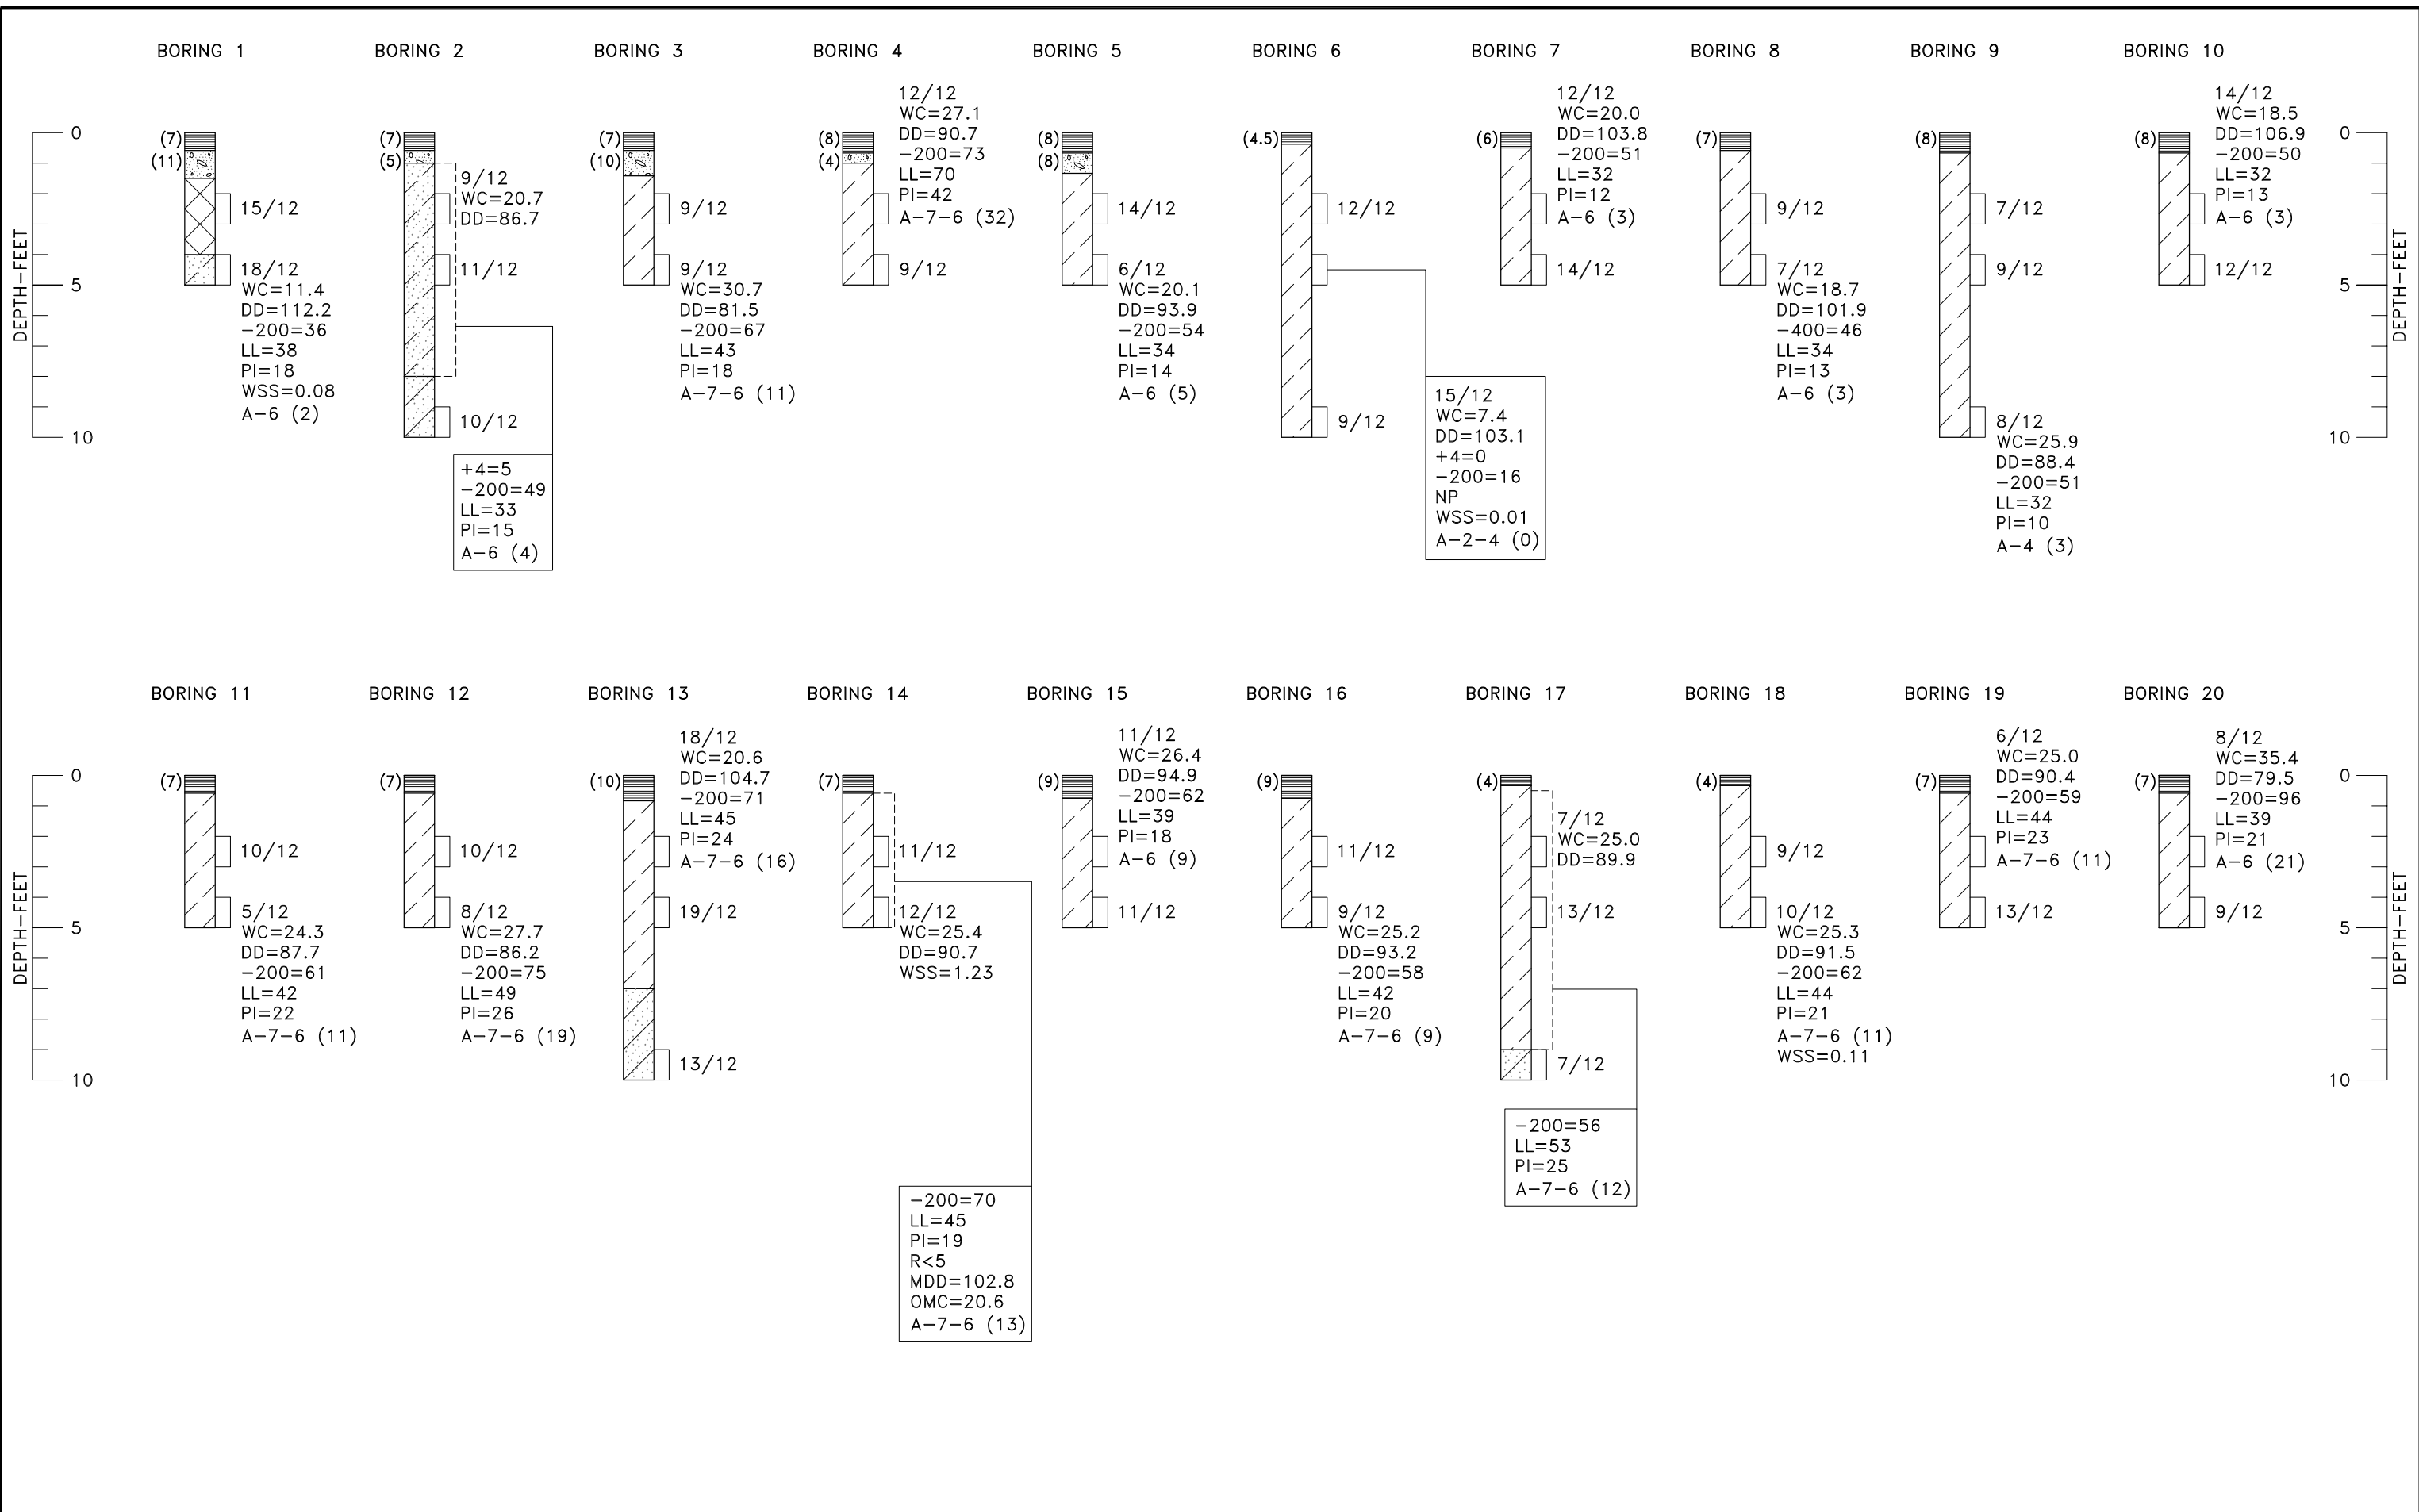 BORING 1
(7)
(11)
15/12
18/12
WC=11.4
DD=112.2
-200=36
LL=38
PI=18
WSS=0.08
A-6 (2)
BORING 2
(7)
(5)
9/12
WC=20.7
DD=86.7
11/12
10/12
+4=5
-200=49
LL=33
PI=15
A-6 (4)
BORING 3
(7)
(10)
9/12
9/12
WC=30.7
DD=81.5
-200=67
LL=43
PI=18
A-7-6 (11)
BORING 4
12/12
WC=27.1
DD=90.7
-200=73
LL=70
PI=42
A-7-6 (32)
(8)
(4)
9/12
BORING 5
(8)
(8)
14/12
6/12
WC=20.1
DD=93.9
-200=54
LL=34
PI=14
A-6 (5)
BORING 6
(4.5)
12/12
9/12
15/12
WC=7.4
DD=103.1
+4=0
-200=16
NP
WSS=0.01
A-2-4 (0)
BORING 7
12/12
WC=20.0
DD=103.8
-200=51
LL=32
PI=12
A-6 (3)
(6)
14/12
BORING 8
(7)
9/12
7/12
WC=18.7
DD=101.9
-400=46
LL=34
PI=13
A-6 (3)
BORING 9
(8)
7/12
9/12
8/12
WC=25.9
DD=88.4
-200=51
LL=32
PI=10
A-4 (3)
BORING 10
14/12
WC=18.5
DD=106.9
-200=50
LL=32
PI=13
A-6 (3)
(8)
12/12
DEPTH-FEET
0
5
10
DEPTH-FEET
0
5
10
BORING 11
(7)
10/12
5/12
WC=24.3
DD=87.7
-200=61
LL=42
PI=22
A-7-6 (11)
BORING 12
(7)
10/12
8/12
WC=27.7
DD=86.2
-200=75
LL=49
PI=26
A-7-6 (19)
BORING 13
18/12
WC=20.6
DD=104.7
-200=71
LL=45
PI=24
A-7-6 (16)
(10)
19/12
13/12
BORING 14
(7)
11/12
12/12
WC=25.4
DD=90.7
WSS=1.23
-200=70
LL=45
PI=19
R<5
MDD=102.8
OMC=20.6
A-7-6 (13)
BORING 15
11/12
WC=26.4
DD=94.9
-200=62
LL=39
PI=18
A-6 (9)
(9)
11/12
BORING 16
(9)
11/12
9/12
WC=25.2
DD=93.2
-200=58
LL=42
PI=20
A-7-6 (9)
BORING 17
(4)
7/12
WC=25.0
DD=89.9
13/12
7/12
-200=56
LL=53
PI=25
A-7-6 (12)
BORING 18
(4)
9/12
10/12
WC=25.3
DD=91.5
-200=62
LL=44
PI=21
A-7-6 (11)
WSS=0.11
BORING 19
6/12
WC=25.0
DD=90.4
-200=59
LL=44
PI=23
A-7-6 (11)
(7)
13/12
BORING 20
8/12
WC=35.4
DD=79.5
-200=96
LL=39
PI=21
A-6 (21)
(7)
9/12
DEPTH-FEET
0
5
10
DEPTH-FEET
0
5
10